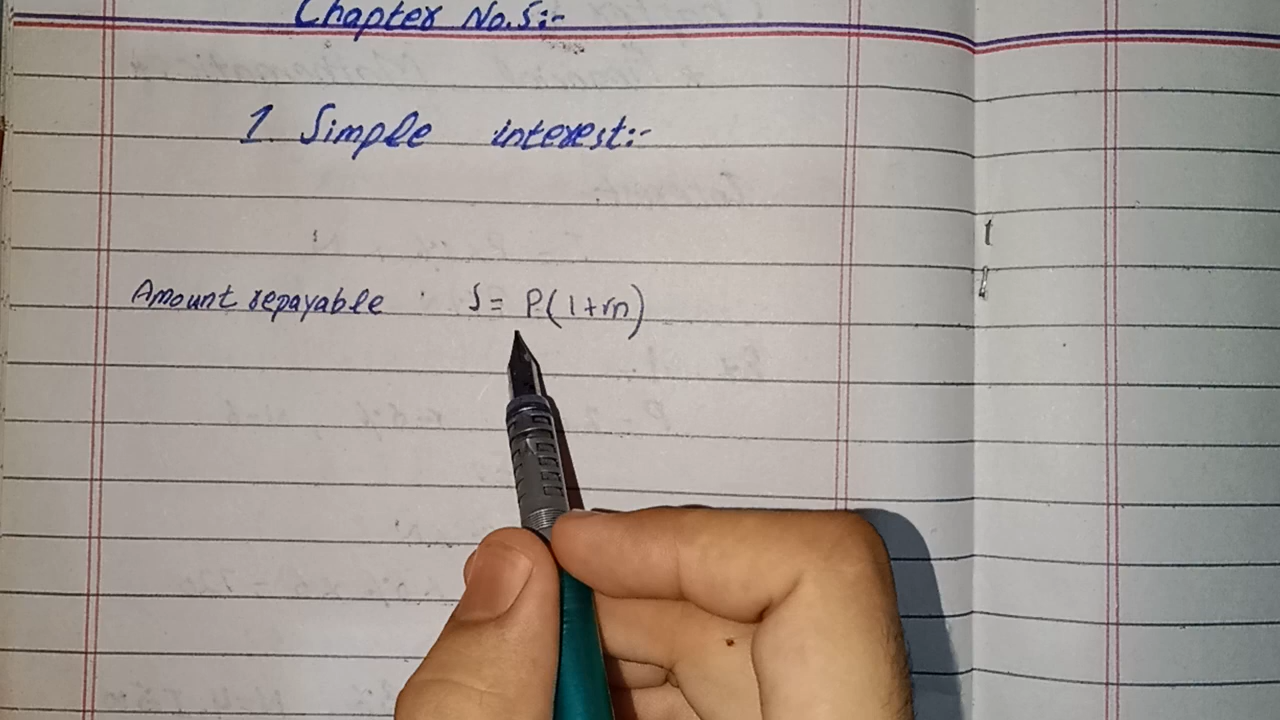 Chapter No.5:-
1. Simple interest:-
Amount repayable S = P(1+rn)